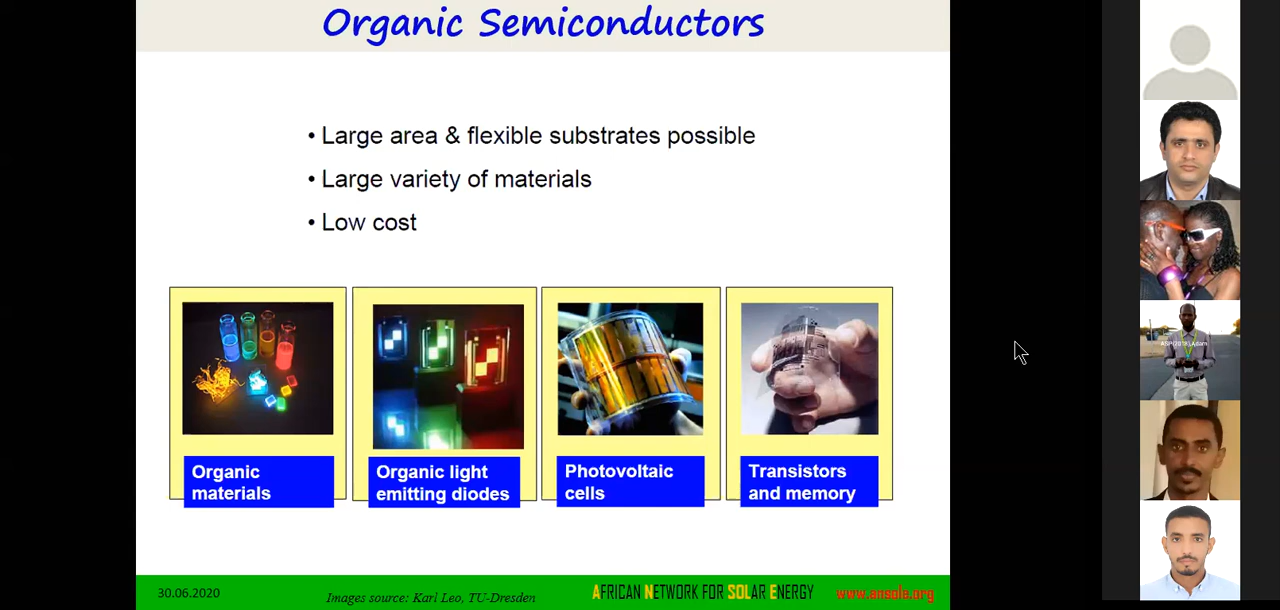 Organic Semiconductors
• Large area & flexible substrates possible
• Large variety of materials
• Low cost
Organic
materials
Organic light
emitting diodes
Photovoltaic
cells
Transistors
and memory
30.06.2020
Images source: Karl Leo, TU-Dresden
AFRICAN NETWORK FOR SOLAR ENERGY
www.ansola.org